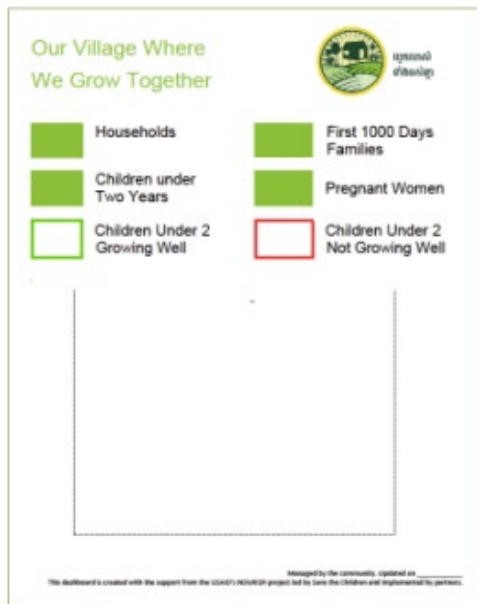 Our Village Where
We Grow Together
Households
First 1000 Days
Families
Children under
Two Years
Pregnant Women
Children Under 2
Growing Well
Children Under 2
Not Growing Well
Managed by the community. Updated on
This dashboard is created with the support from the USAID's NOURISH project led by Save the Children and implemented by partners.